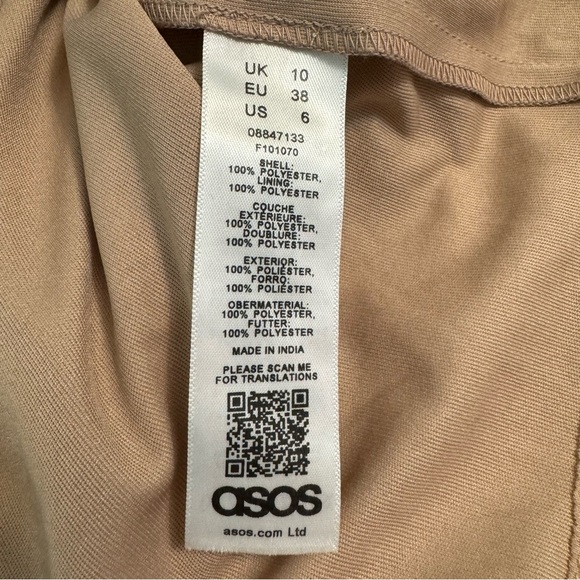 UK 10
EU 38
US 6
08847133
F101070
SHELL:
100% POLYESTER,
LINING:
100% POLYESTER
COUCHE
EXTÉRIEURE:
100% POLYESTER,
DOUBLURE:
100% POLYESTER
EXTERIOR:
100% POLIÉSTER,
FORRO:
100% POLIÉSTER
OBERMATERIAL:
100% POLYESTER,
FUTTER:
100% POLYESTER
MADE IN INDIA
PLEASE SCAN ME
FOR TRANSLATIONS
asos
asos.com Ltd